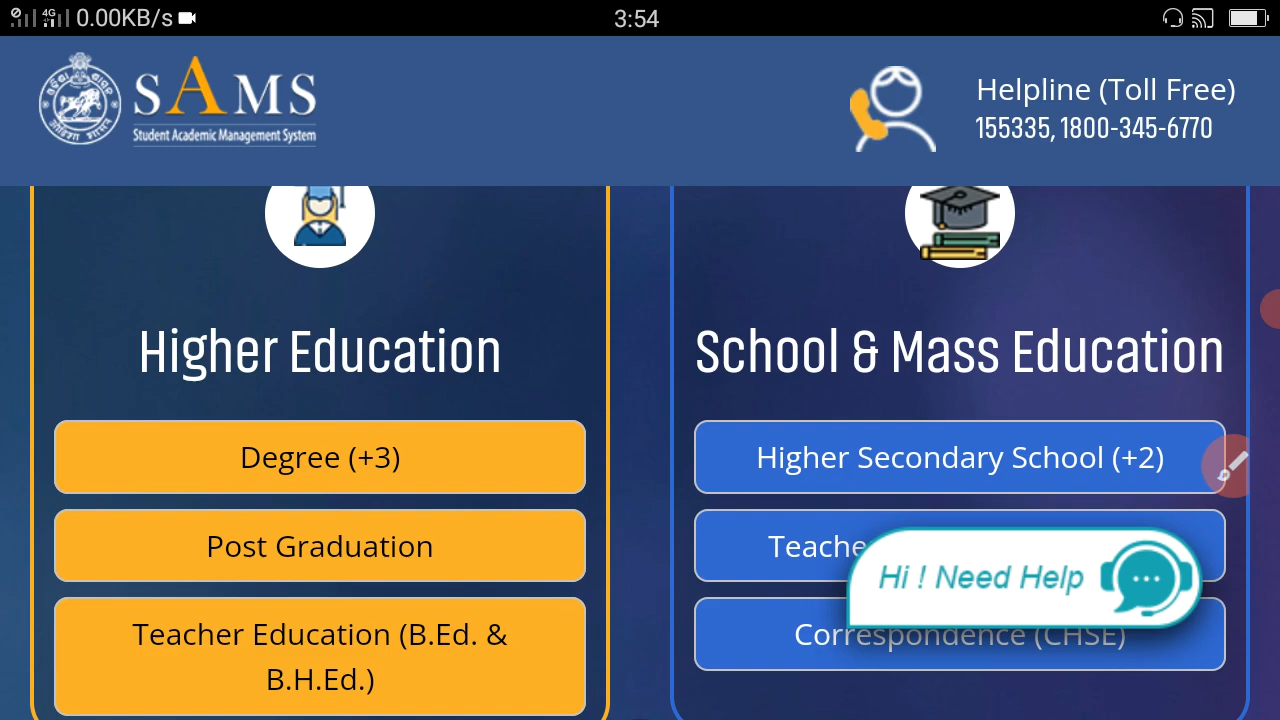 4G 0.00KB/s 3:54
SAMS
Student Academic Management System
Helpline (Toll Free)
155335, 1800-345-6770
Higher Education
Degree (+3)
Post Graduation
Teacher Education (B.Ed. &
B.H.Ed.)
School & Mass Education
Higher Secondary School (+2)
Teache
Hi ! Need Help
Correspondence (CHSE)